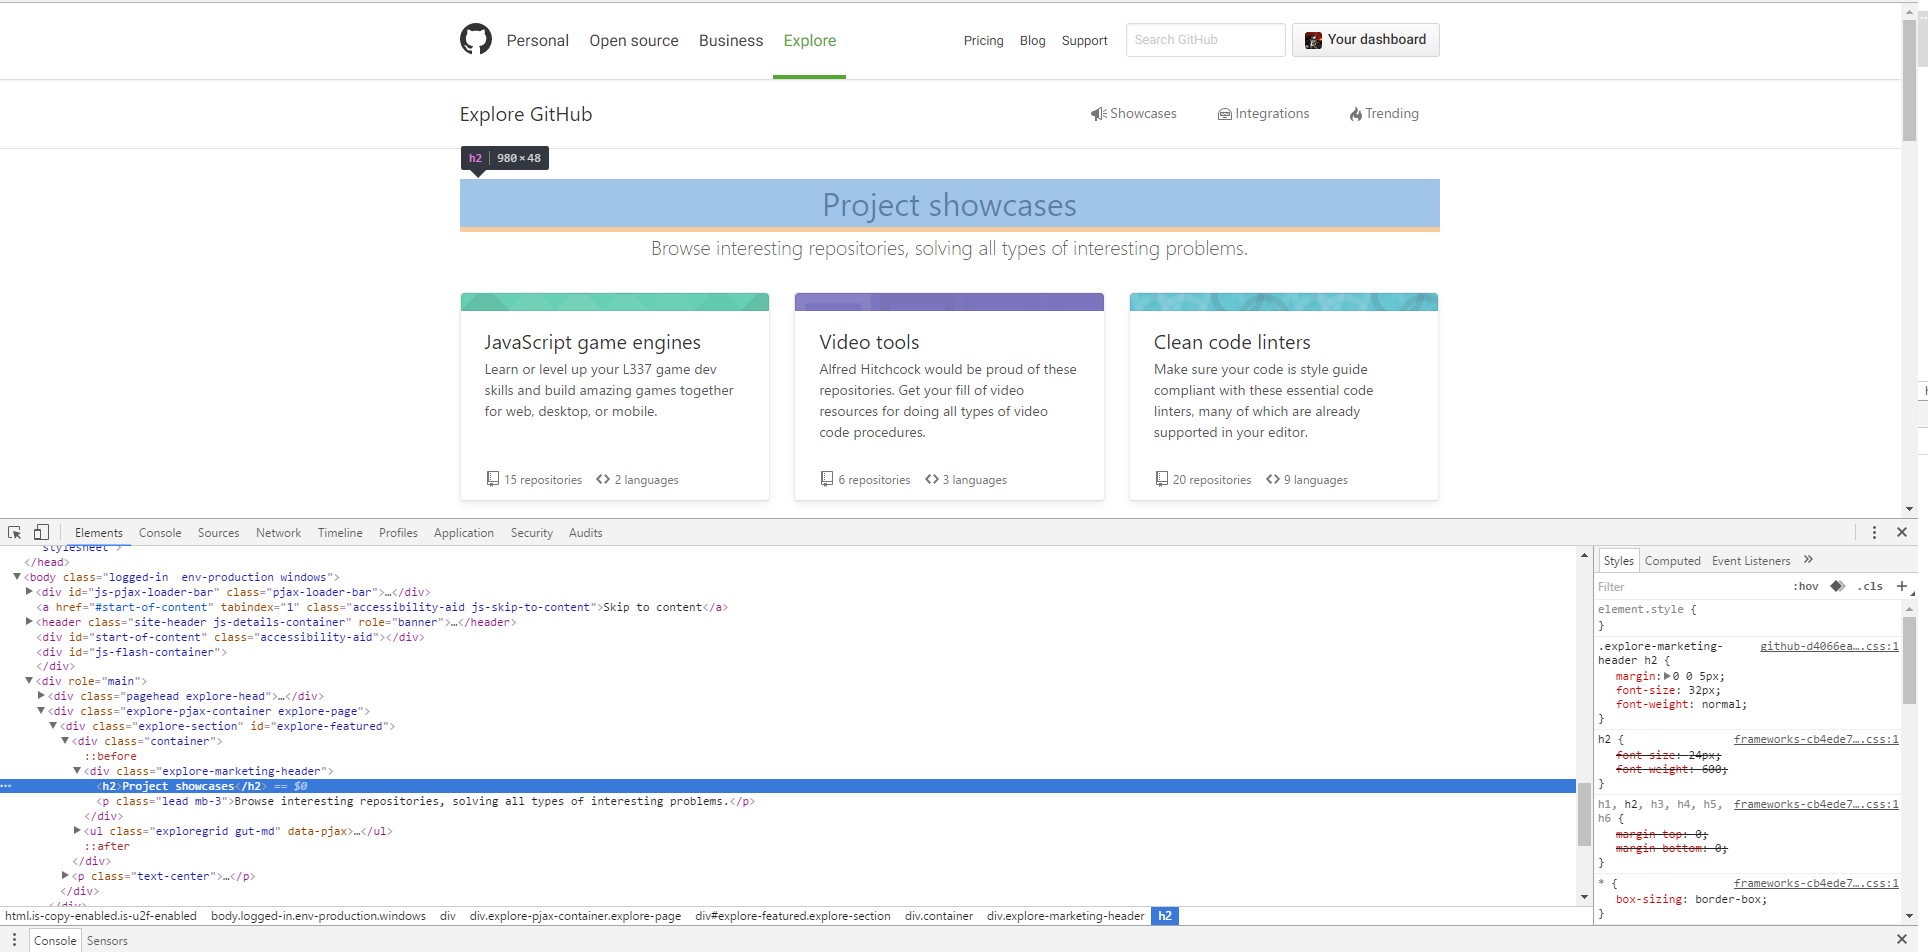 Personal Open source Business Explore Pricing Blog Support Search GitHub Your dashboard
Explore GitHub Showcases Integrations Trending
h2 980×48
Project showcases
Browse interesting repositories, solving all types of interesting problems.
JavaScript game engines
Learn or level up your L337 game dev
skills and build amazing games together
for web, desktop, or mobile.
15 repositories 2 languages
Video tools
Alfred Hitchcock would be proud of these
repositories. Get your fill of video
resources for doing all types of video
code procedures.
6 repositories 3 languages
Clean code linters
Make sure your code is style guide
compliant with these essential code
linters, many of which are already
supported in your editor.
20 repositories 9 languages
Elements Console Sources Network Timeline Profiles Application Security Audits
stylesheet">
</head>
<body class="logged-in  env-production windows">
<div id="js-pjax-loader-bar" class="pjax-loader-bar">…</div>
<a href="#start-of-content" tabindex="1" class="accessibility-aid js-skip-to-content">Skip to content</a>
<header class="site-header js-details-container" role="banner">…</header>
<div id="start-of-content" class="accessibility-aid"></div>
<div id="js-flash-container">
</div>
<div role="main">
<div class="pagehead explore-head">…</div>
<div class="explore-pjax-container explore-page">
<div class="explore-section" id="explore-featured">
<div class="container">
::before
<div class="explore-marketing-header">
<h2>Project showcases</h2> == $0
<p class="lead mb-3">Browse interesting repositories, solving all types of interesting problems.</p>
</div>
<ul class="exploregrid gut-md" data-pjax>…</ul>
::after
</div>
<p class="text-center">…</p>
</div>
</div>
html.is-copy-enabled.is-u2f-enabled body.logged-in.env-production.windows div div.explore-pjax-container.explore-page div#explore-featured.explore-section div.container div.explore-marketing-header h2
Styles Computed Event Listeners »
Filter :hov .cls +
element.style {
}
.explore-marketing- github-d4066ea….css:1
header h2 {
margin: 0 0 5px;
font-size: 32px;
font-weight: normal;
}
h2 { frameworks-cb4ede7….css:1
font-size: 24px;
font-weight: 600;
}
h1, h2, h3, h4, h5, frameworks-cb4ede7….css:1
h6 {
margin-top: 0;
margin-bottom: 0;
}
* { frameworks-cb4ede7….css:1
box-sizing: border-box;
}
Console Sensors